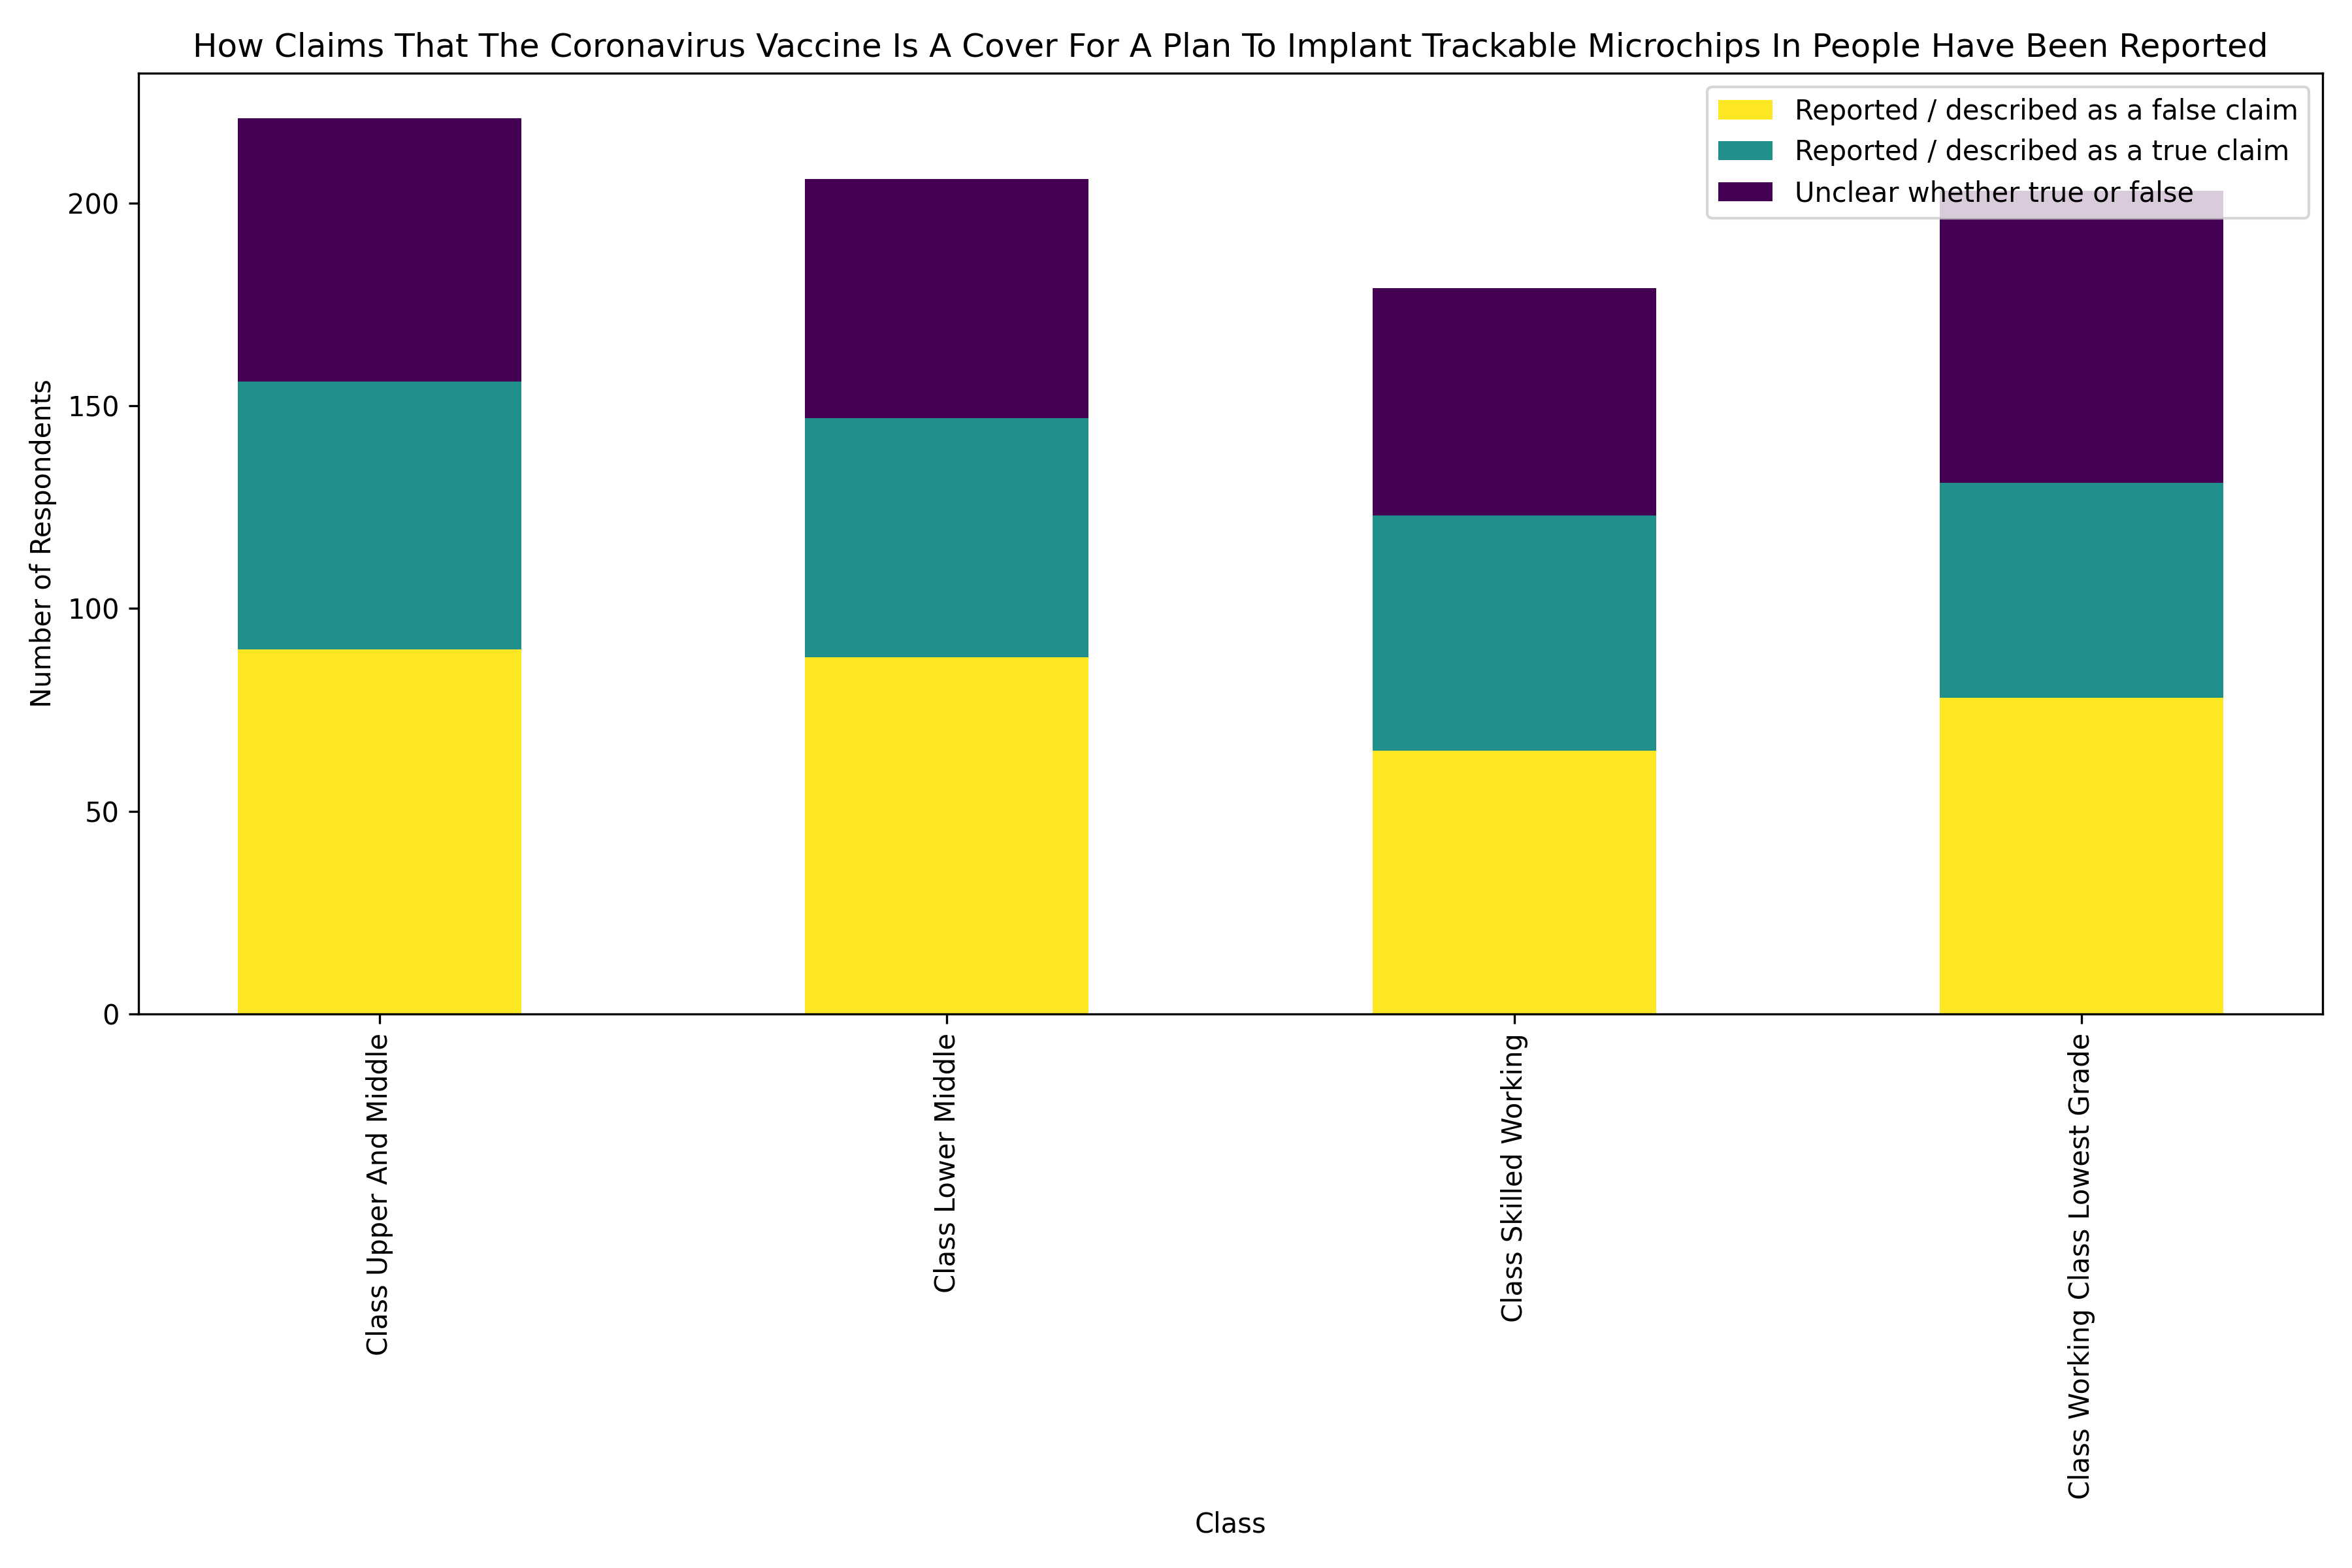 How Claims That The Coronavirus Vaccine Is A Cover For A Plan To Implant Trackable Microchips In People Have Been Reported
Reported / described as a false claim
Reported / described as a true claim
Unclear whether true or false
Number of Respondents
200
150
100
50
0
Class Upper And Middle
Class Lower Middle
Class Skilled Working
Class Working Class Lowest Grade
Class